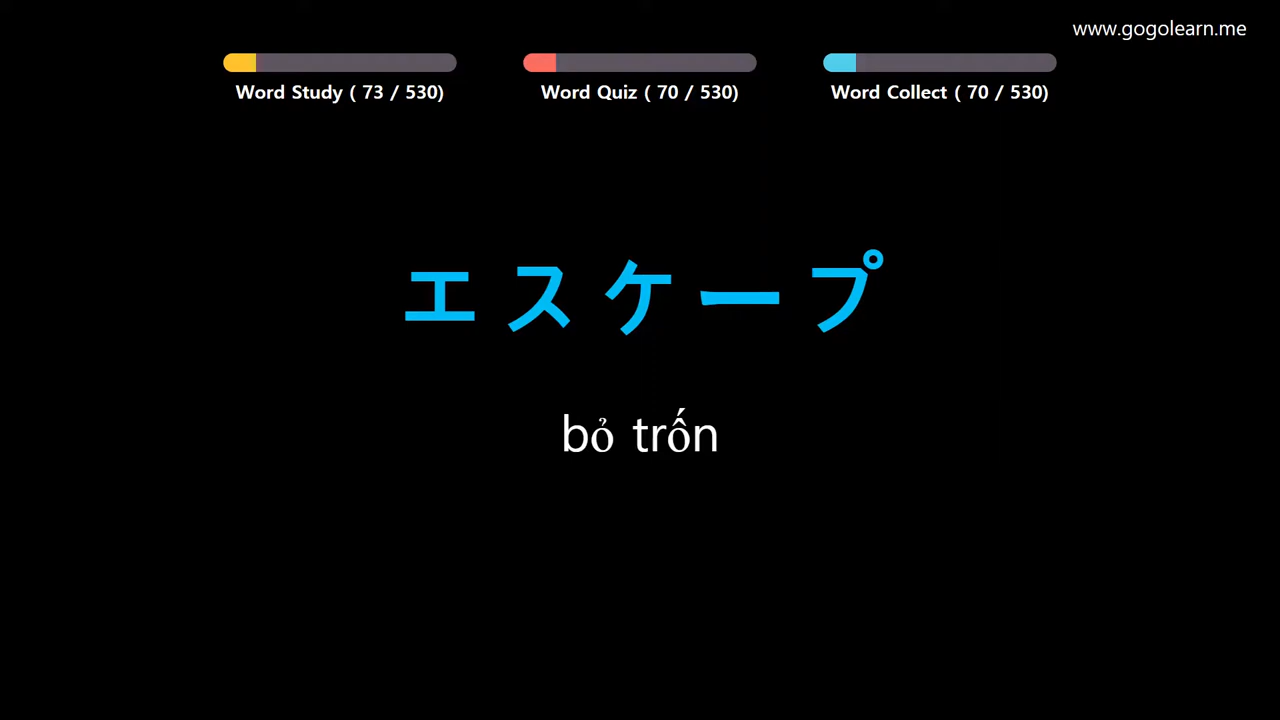 www.gogolearn.me
Word Study ( 73 / 530)
Word Quiz ( 70 / 530)
Word Collect ( 70 / 530)
エスケープ
bỏ trốn